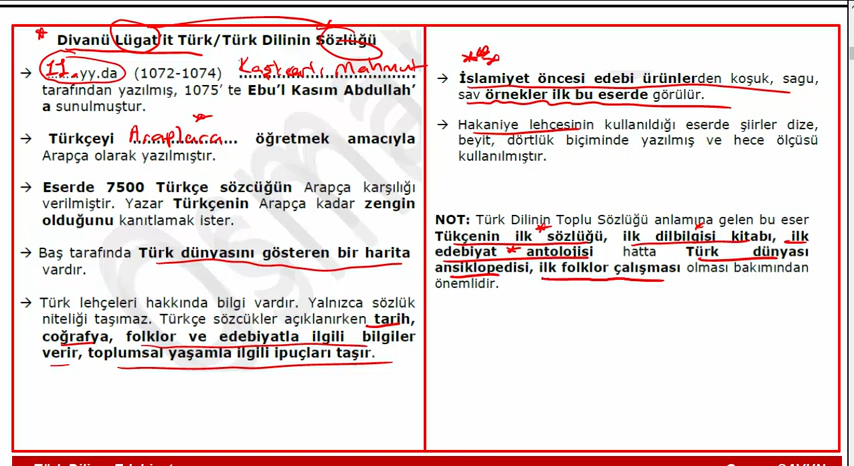 * Divanü Lügat'it Türk/Türk Dilinin Sözlüğü
→ 11.yy.da (1072-1074) Kaşgarlı Mahmut
tarafından yazılmış, 1075' te Ebu'l Kasım Abdullah'
a sunulmuştur.
→ Türkçeyi Araplara öğretmek amacıyla
Arapça olarak yazılmıştır.
→ Eserde 7500 Türkçe sözcüğün Arapça karşılığı
verilmiştir. Yazar Türkçenin Arapça kadar zengin
olduğunu kanıtlamak ister.
→ Baş tarafında Türk dünyasını gösteren bir harita
vardır.
→ Türk lehçeleri hakkında bilgi vardır. Yalnızca sözlük
niteliği taşımaz. Türkçe sözcükler açıklanırken tarih,
coğrafya, folklor ve edebiyatla ilgili bilgiler
verir, toplumsal yaşamla ilgili ipuçları taşır.
→ İslamiyet öncesi edebi ürünlerden koşuk, sagu,
sav örnekler ilk bu eserde görülür.
→ Hakaniye lehçesinin kullanıldığı eserde şiirler dize,
beyit, dörtlük biçiminde yazılmış ve hece ölçüsü
kullanılmıştır.
NOT: Türk Dilinin Toplu Sözlüğü anlamına gelen bu eser
Tükçenin ilk sözlüğü, ilk dilbilgisi kitabı, ilk
edebiyat antolojisi hatta Türk dünyası
ansiklopedisi, ilk folklor çalışması olması bakımından
önemlidir.